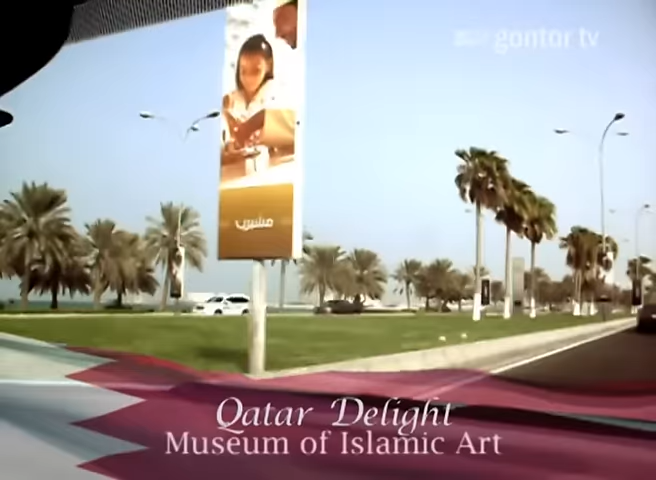 gontor tv
مشيرب
Qatar Delight
Museum of Islamic Art